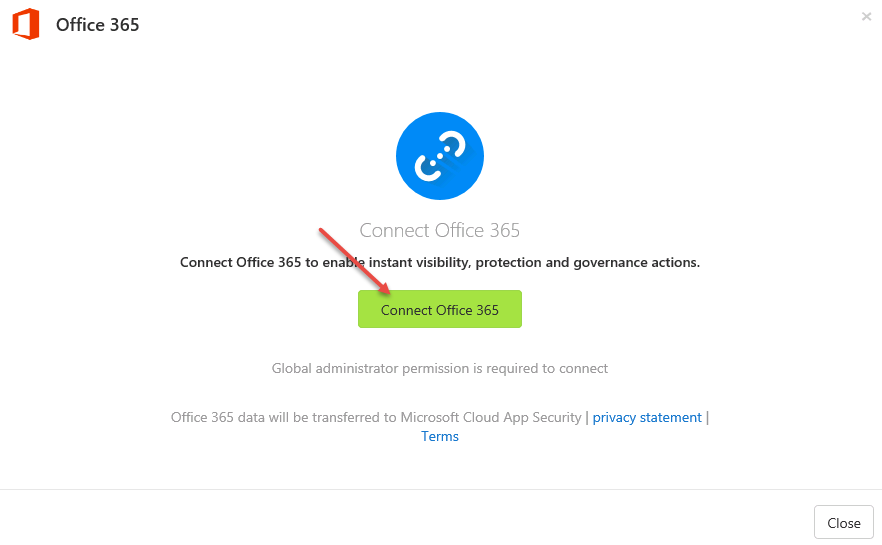 Office 365
×
Connect Office 365
Connect Office 365 to enable instant visibility, protection and governance actions.
Connect Office 365
Global administrator permission is required to connect
Office 365 data will be transferred to Microsoft Cloud App Security | privacy statement |
Terms
Close